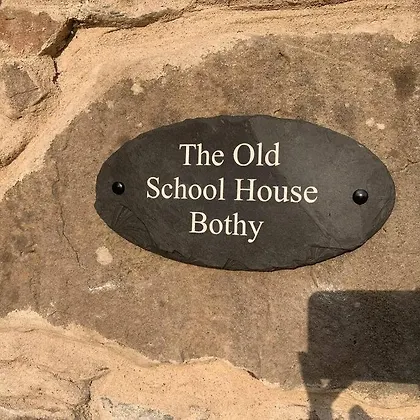 The Old
School House
Bothy